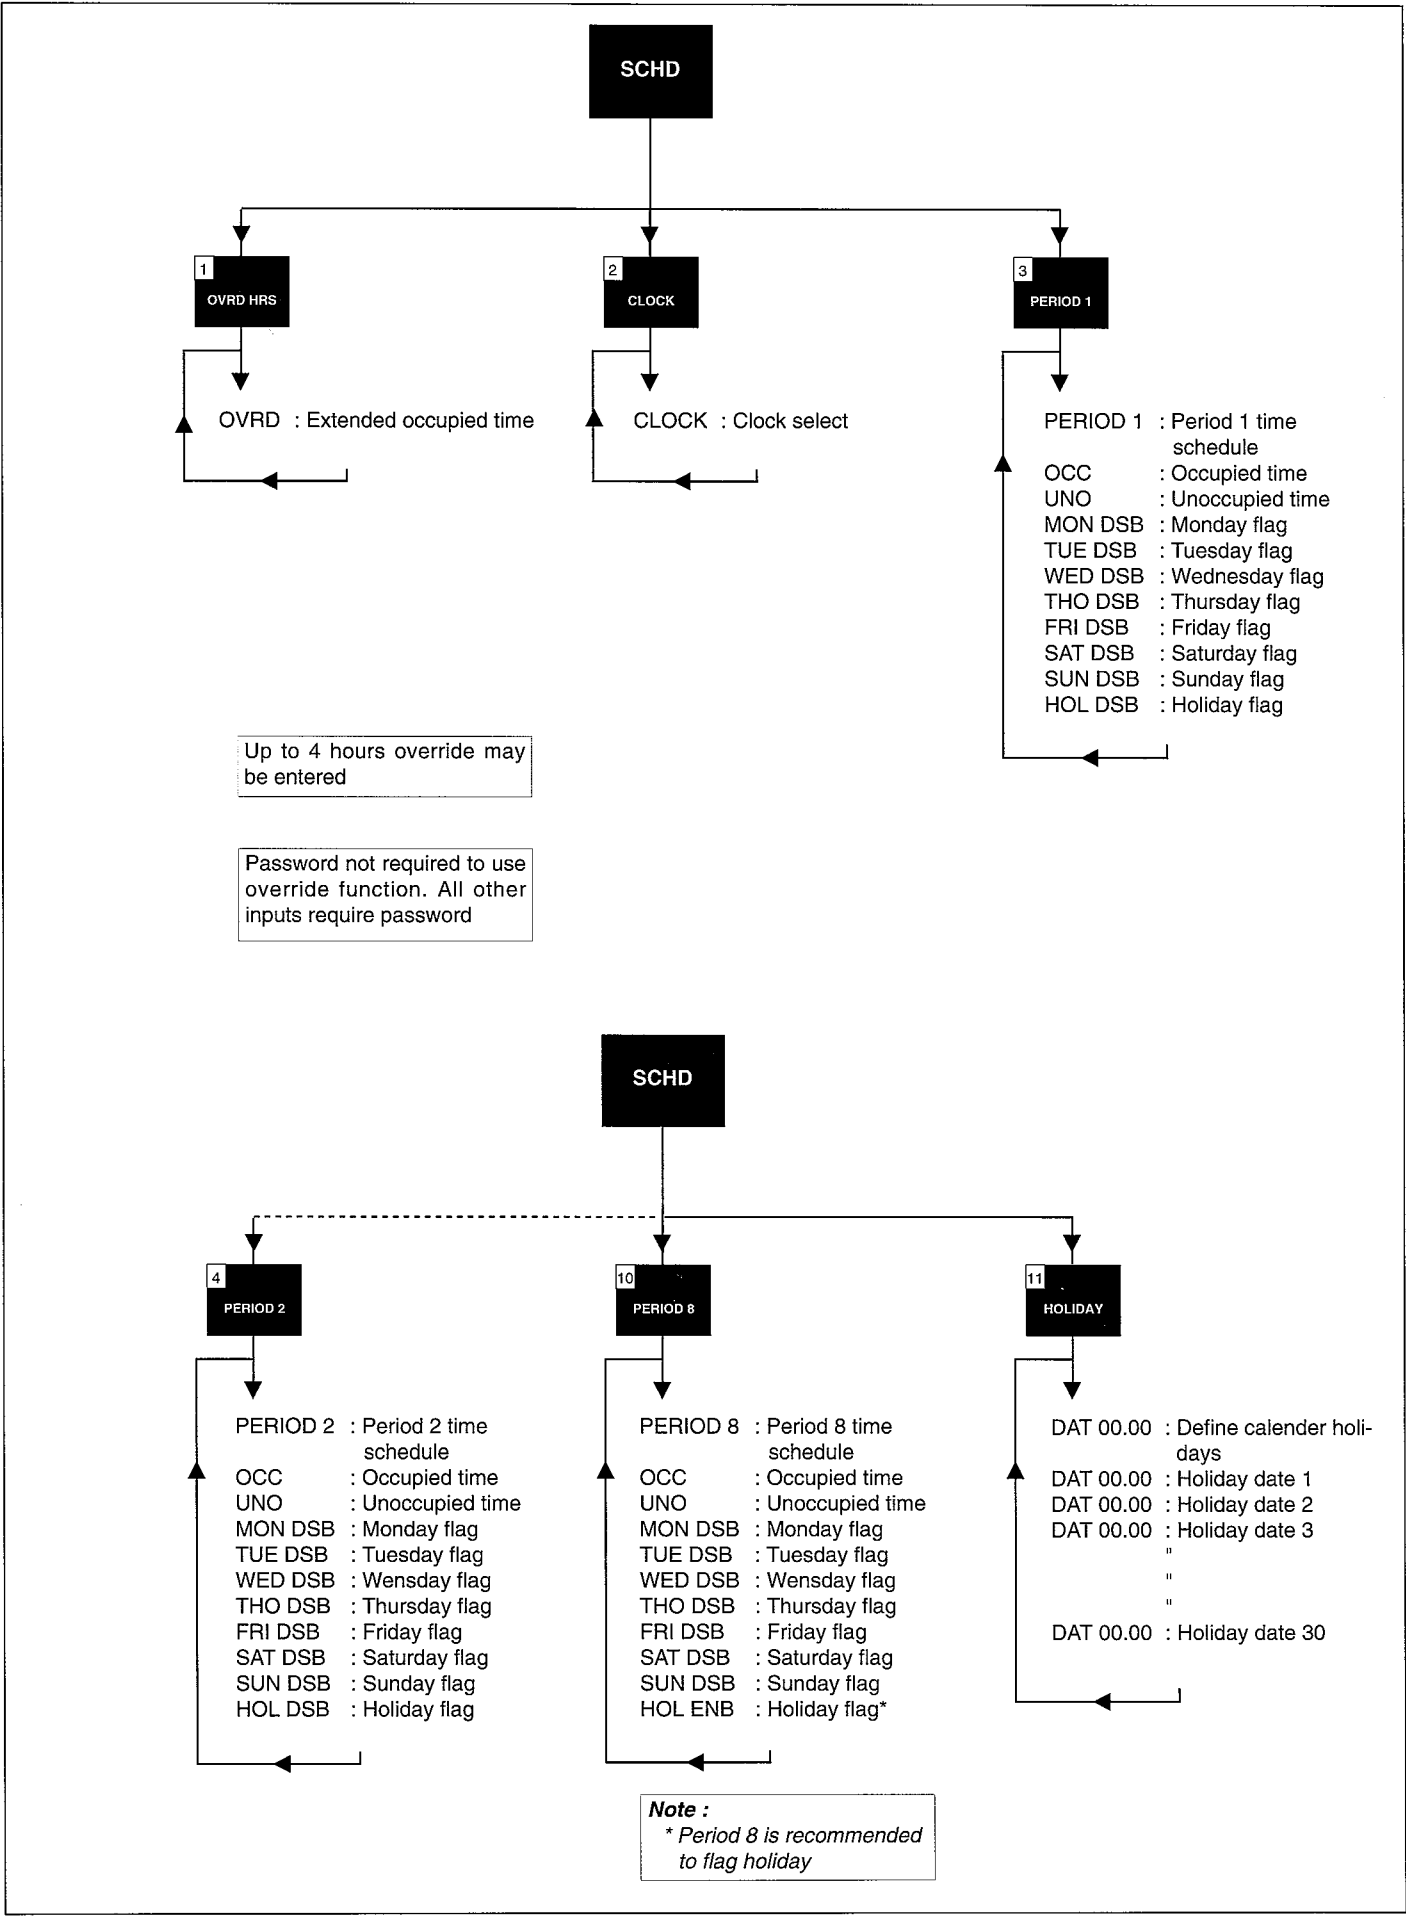 SCHD
1
OVRD HRS
2
CLOCK
3
PERIOD 1
OVRD : Extended occupied time
CLOCK : Clock select
PERIOD 1 : Period 1 time
schedule
OCC : Occupied time
UNO : Unoccupied time
MON DSB : Monday flag
TUE DSB : Tuesday flag
WED DSB : Wednesday flag
THO DSB : Thursday flag
FRI DSB : Friday flag
SAT DSB : Saturday flag
SUN DSB : Sunday flag
HOL DSB : Holiday flag
Up to 4 hours override may
be entered
Password not required to use
override function. All other
inputs require password
SCHD
4
PERIOD 2
10
PERIOD 8
11
HOLIDAY
PERIOD 2 : Period 2 time
schedule
OCC : Occupied time
UNO : Unoccupied time
MON DSB : Monday flag
TUE DSB : Tuesday flag
WED DSB : Wensday flag
THO DSB : Thursday flag
FRI DSB : Friday flag
SAT DSB : Saturday flag
SUN DSB : Sunday flag
HOL DSB : Holiday flag
PERIOD 8 : Period 8 time
schedule
OCC : Occupied time
UNO : Unoccupied time
MON DSB : Monday flag
TUE DSB : Tuesday flag
WED DSB : Wensday flag
THO DSB : Thursday flag
FRI DSB : Friday flag
SAT DSB : Saturday flag
SUN DSB : Sunday flag
HOL ENB : Holiday flag*
DAT 00.00 : Define calender holi-
days
DAT 00.00 : Holiday date 1
DAT 00.00 : Holiday date 2
DAT 00.00 : Holiday date 3
"
"
"
DAT 00.00 : Holiday date 30
Note :
* Period 8 is recommended
to flag holiday